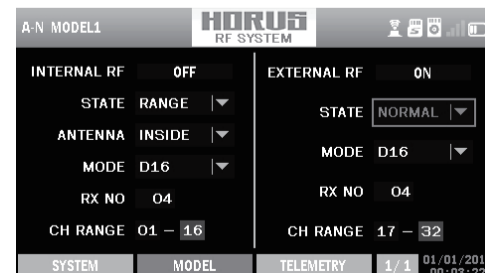 A-N MODEL1
HORUS
RF SYSTEM
INTERNAL RF OFF
STATE RANGE
ANTENNA INSIDE
MODE D16
RX NO 04
CH RANGE 01 – 16
EXTERNAL RF ON
STATE NORMAL
MODE D16
RX NO 04
CH RANGE 17 – 32
SYSTEM MODEL TELEMETRY 1/1 01/01/201
00:03:22